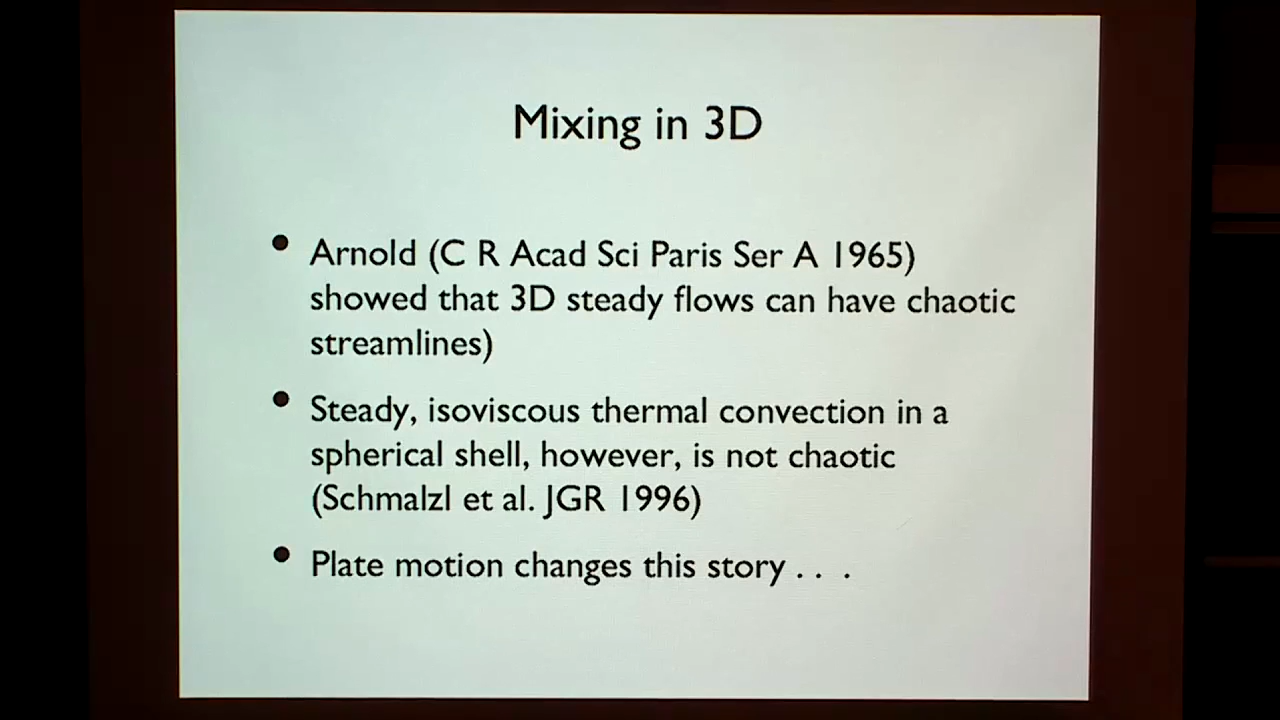 Mixing in 3D
• Arnold (C R Acad Sci Paris Ser A 1965)
showed that 3D steady flows can have chaotic
streamlines)
• Steady, isoviscous thermal convection in a
spherical shell, however, is not chaotic
(Schmalzl et al. JGR 1996)
• Plate motion changes this story . . .